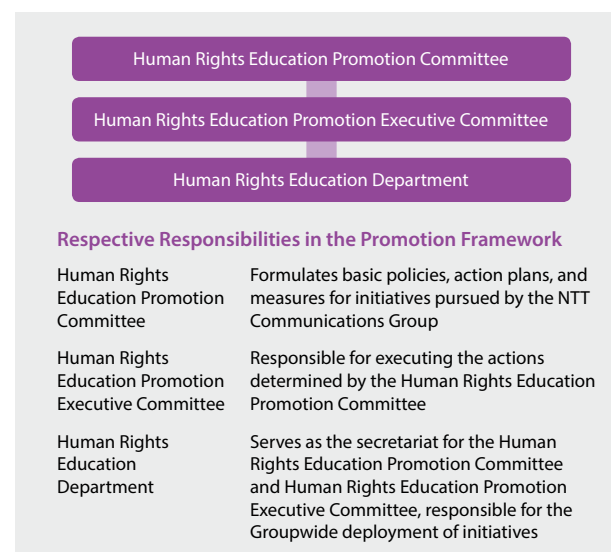 Human Rights Education Promotion Committee
Human Rights Education Promotion Executive Committee
Human Rights Education Department
Respective Responsibilities in the Promotion Framework
Human Rights
Education Promotion
Committee
Formulates basic policies, action plans, and
measures for initiatives pursued by the NTT
Communications Group
Human Rights
Education Promotion
Executive Committee
Responsible for executing the actions
determined by the Human Rights Education
Promotion Committee
Human Rights
Education
Department
Serves as the secretariat for the Human
Rights Education Promotion Committee
and Human Rights Education Promotion
Executive Committee, responsible for the
Groupwide deployment of initiatives